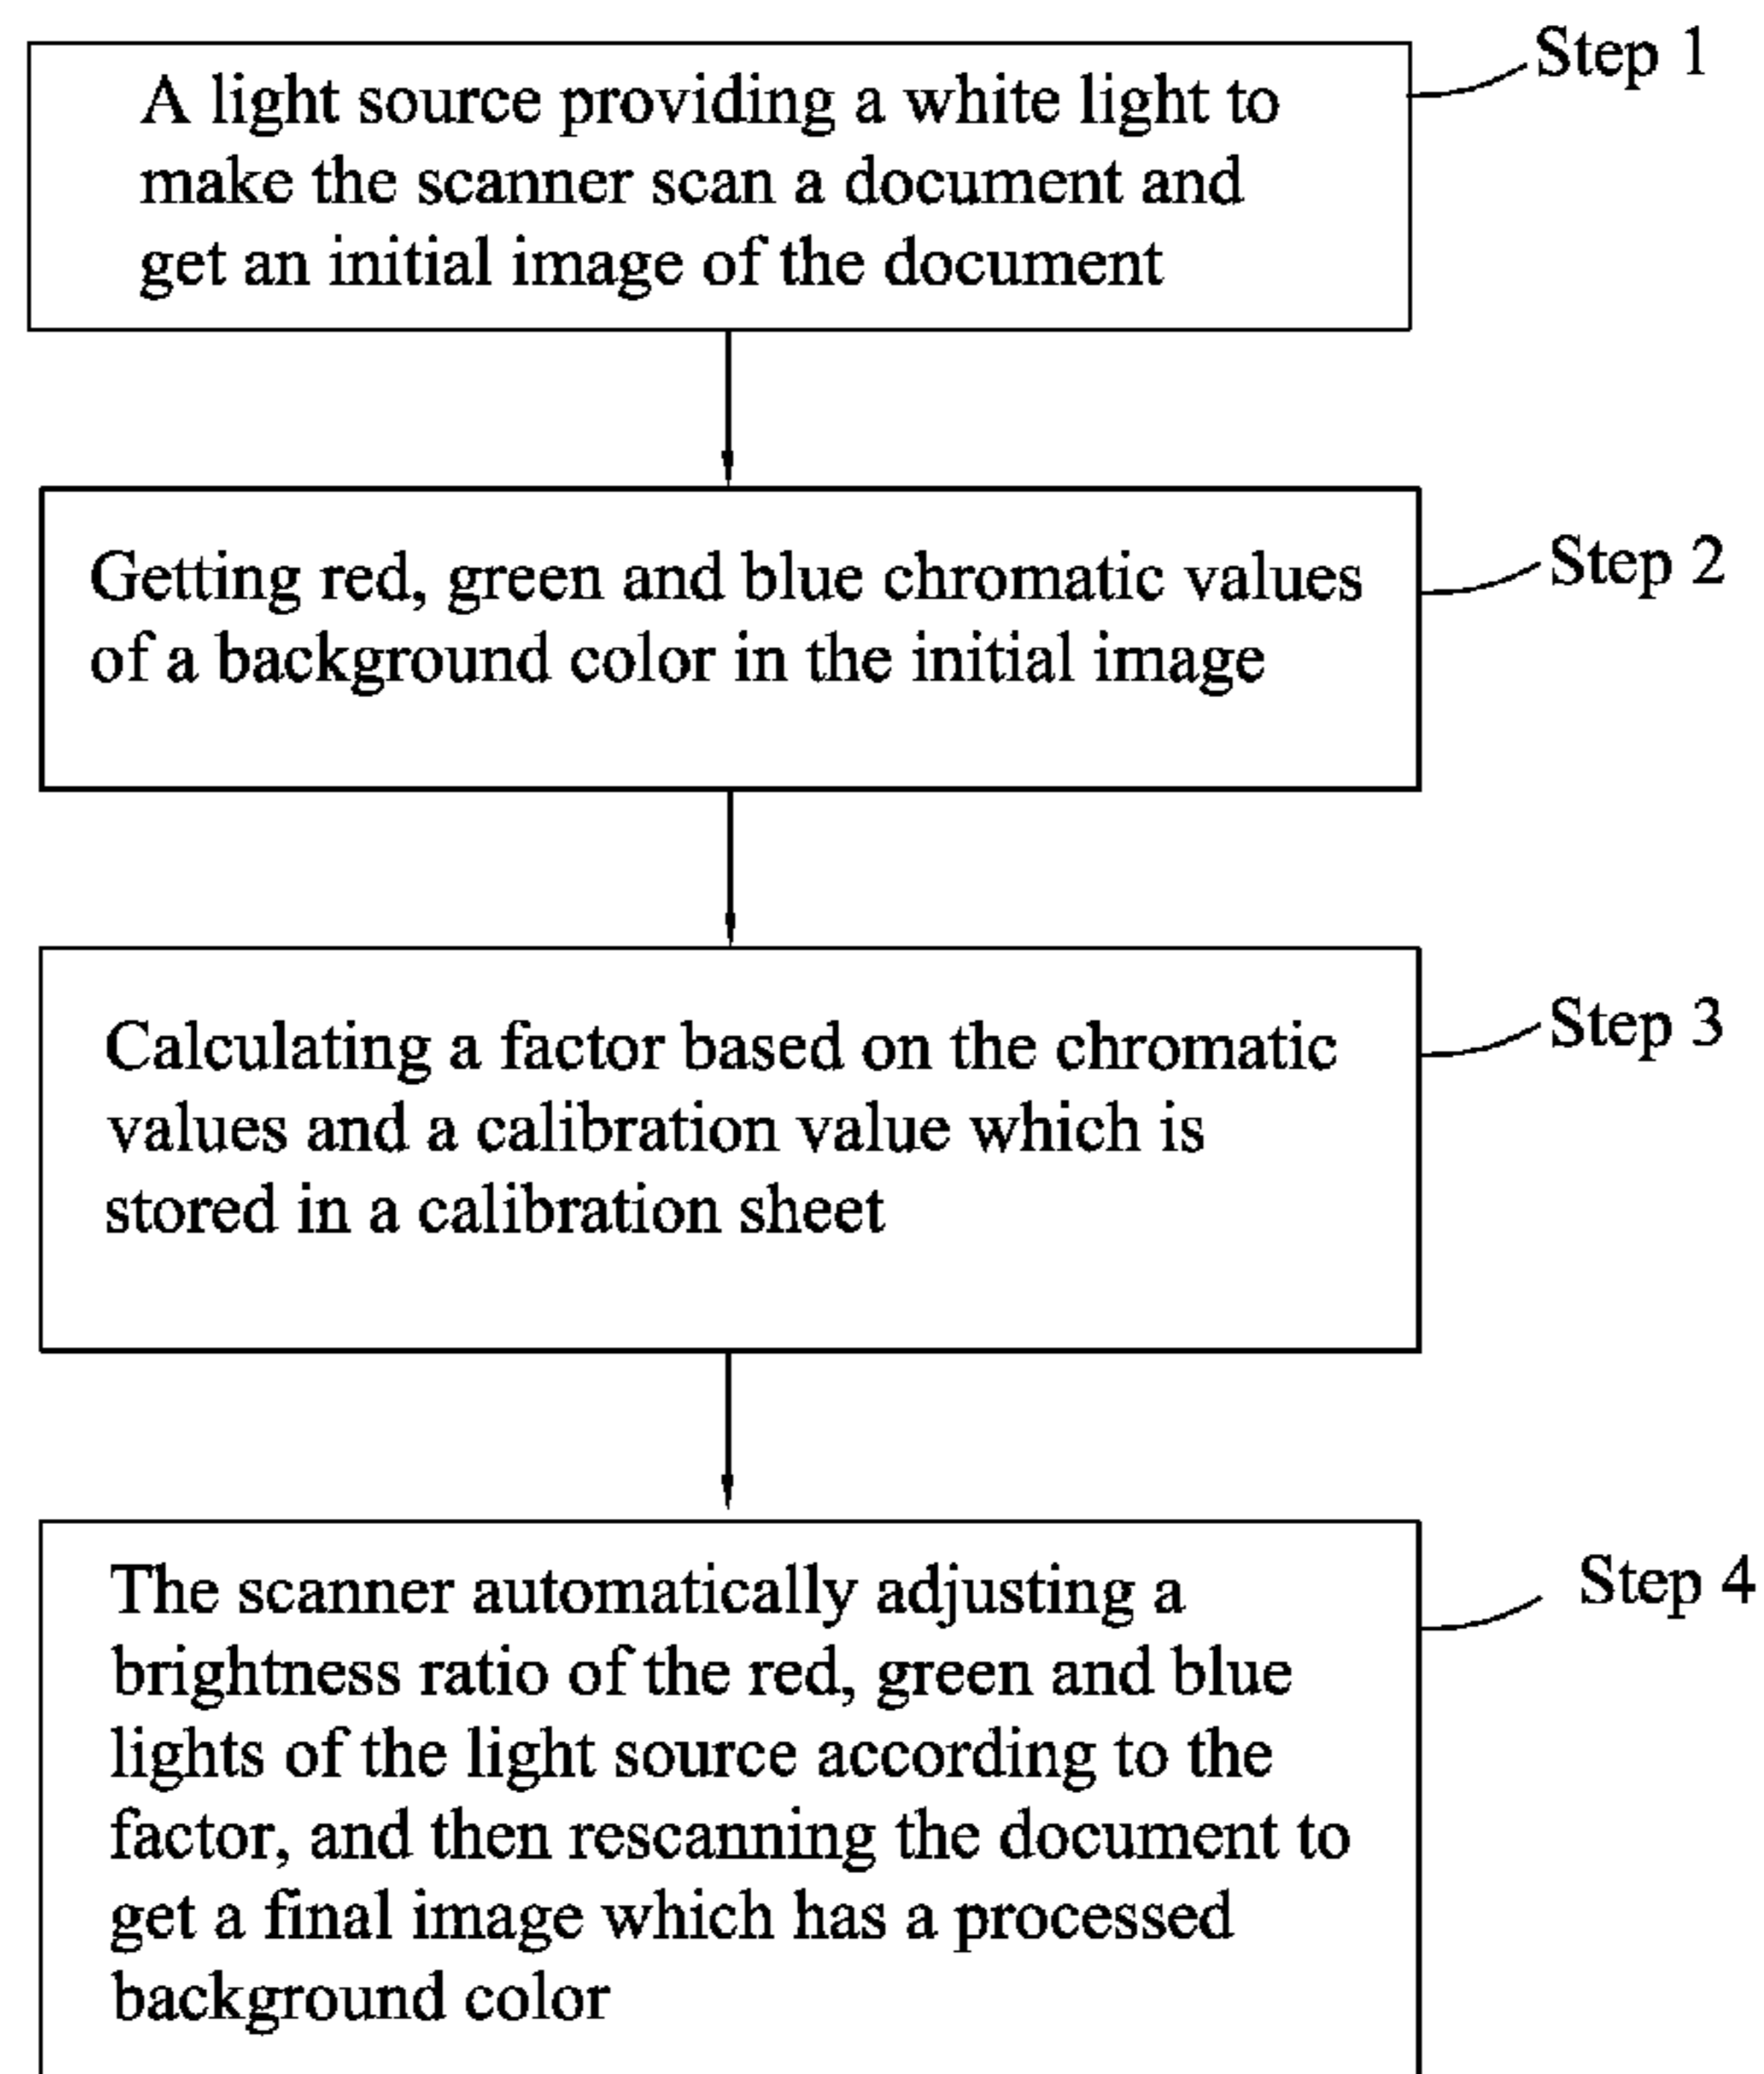 Step 1
A light source providing a white light to
make the scanner scan a document and
get an initial image of the document
Step 2
Getting red, green and blue chromatic values
of a background color in the initial image
Step 3
Calculating a factor based on the chromatic
values and a calibration value which is
stored in a calibration sheet
Step 4
The scanner automatically adjusting a
brightness ratio of the red, green and blue
lights of the light source according to the
factor, and then rescanning the document to
get a final image which has a processed
background color